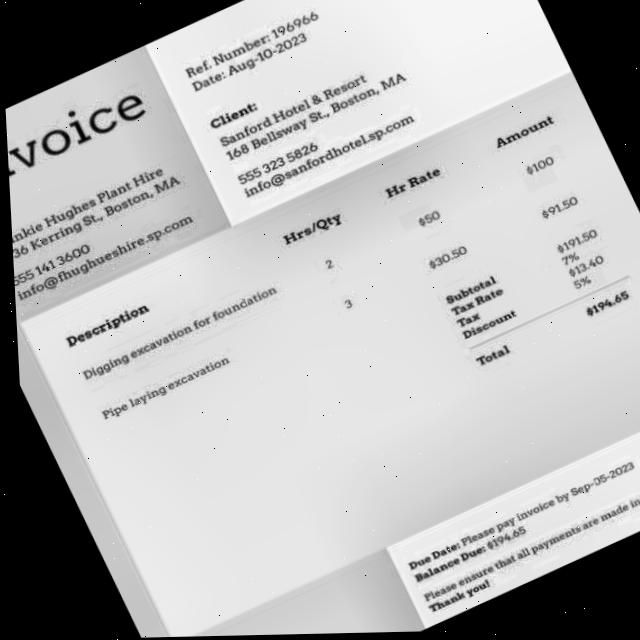 voice
Hughes Plant Hire
Kerring St., Boston, MA
555 141 3600
info@fhughueshire.sp.com
Ref. Number: 196966
Date: Aug-10-2023
Client:
Sanford Hotel & Resort
168 Bellsway St., Boston, MA
555 323 5826
info@sanfordhotel.sp.com
Description Hrs/Qty Hr Rate Amount
Digging excavation for foundation 2 $50 $100
Pipe laying excavation 3 $30.50 $91.50
Subtotal $191.50
Tax Rate 7%
Tax $13.40
Discount 5%
Total $194.65
Due Date: Please pay invoice by Sep-05-2023
Balance Due: $194.65
Please ensure that all payments are made in
Thank you!